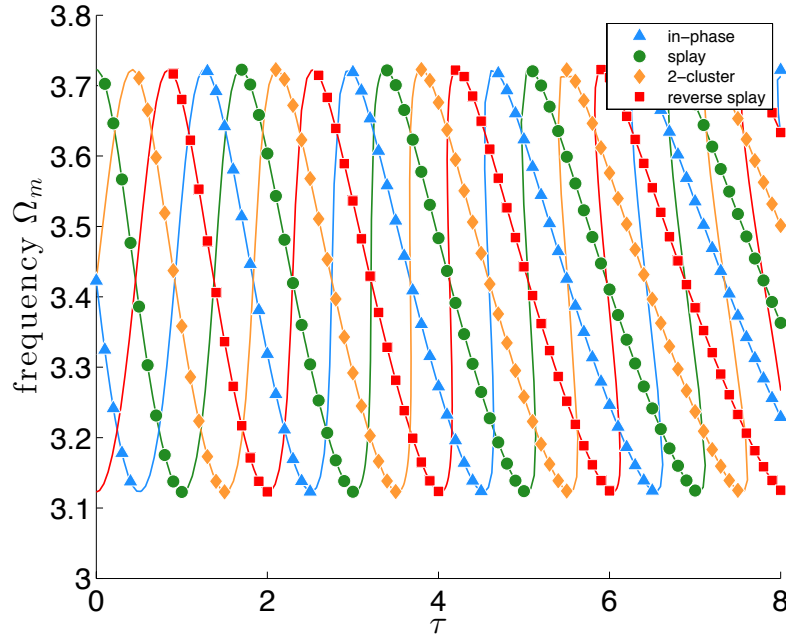 3.8
3.7
3.6
3.5
3.4
3.3
3.2
3.1
3
frequency Ωₘ
in−phase
splay
2−cluster
reverse splay
0
2
4
6
8
τ